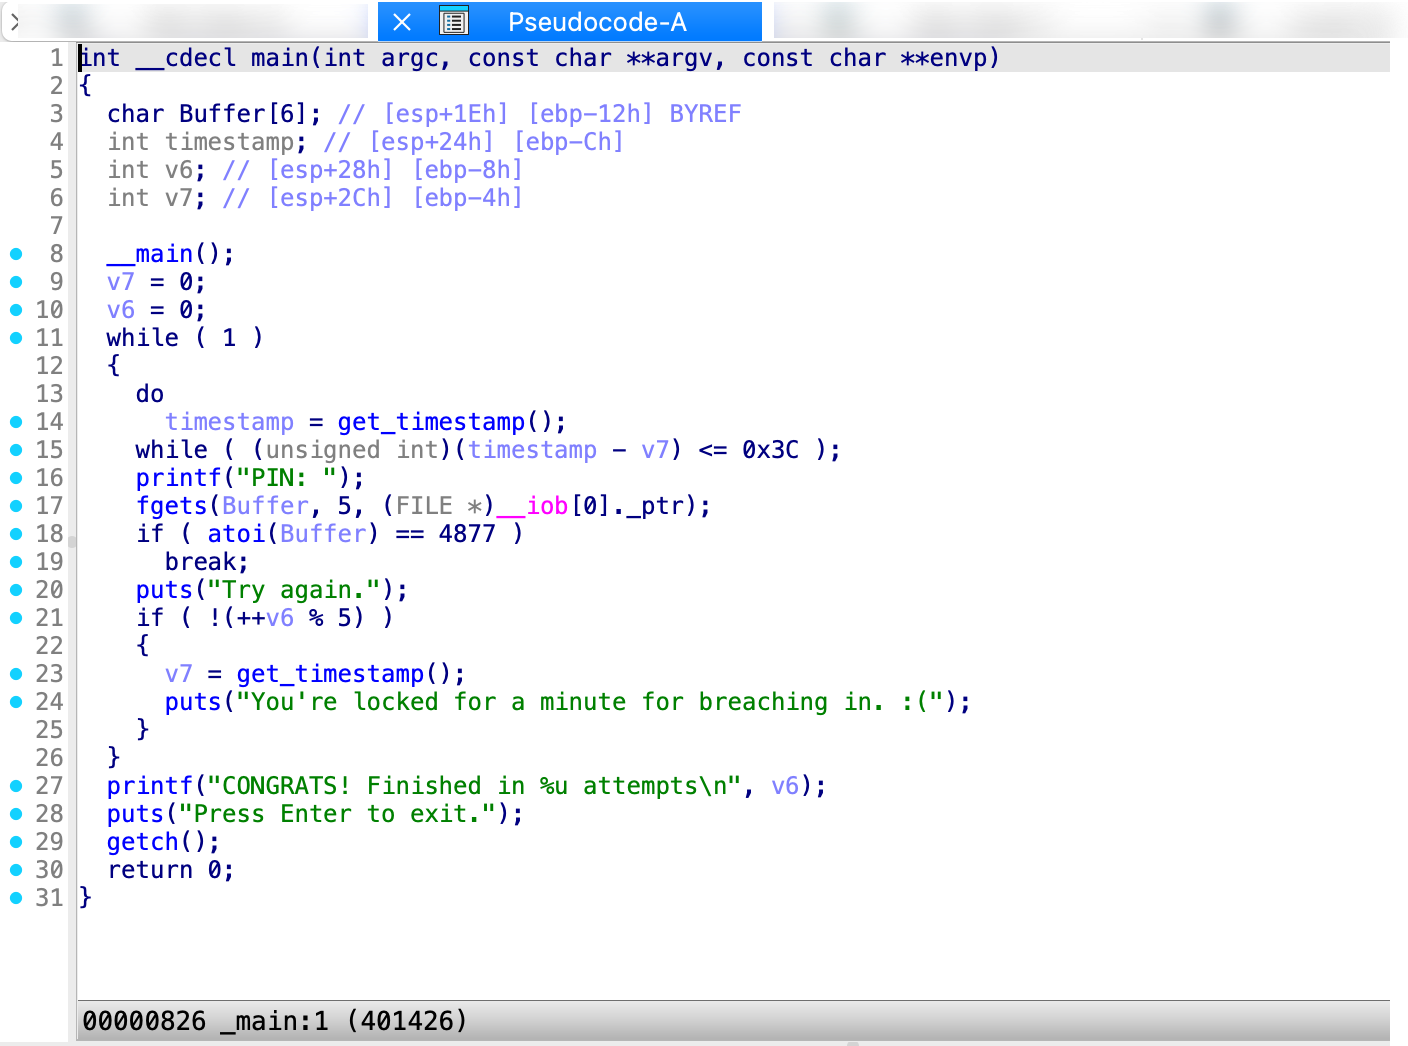 Pseudocode-A
1 int __cdecl main(int argc, const char **argv, const char **envp)
2 {
3   char Buffer[6]; // [esp+1Eh] [ebp-12h] BYREF
4   int timestamp; // [esp+24h] [ebp-Ch]
5   int v6; // [esp+28h] [ebp-8h]
6   int v7; // [esp+2Ch] [ebp-4h]
7
8   __main();
9   v7 = 0;
10   v6 = 0;
11   while ( 1 )
12   {
13     do
14       timestamp = get_timestamp();
15     while ( (unsigned int)(timestamp - v7) <= 0x3C );
16     printf("PIN: ");
17     fgets(Buffer, 5, (FILE *)__iob[0]._ptr);
18     if ( atoi(Buffer) == 4877 )
19       break;
20     puts("Try again.");
21     if ( !(++v6 % 5) )
22     {
23       v7 = get_timestamp();
24       puts("You're locked for a minute for breaching in. :(");
25     }
26   }
27   printf("CONGRATS! Finished in %u attempts\n", v6);
28   puts("Press Enter to exit.");
29   getch();
30   return 0;
31 }
00000826 _main:1 (401426)